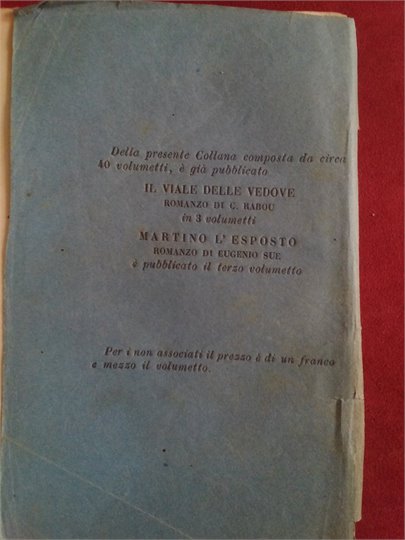 Della presente Collana composta da circa
40 volumetti, è già pubblicato
IL VIALE DELLE VEDOVE
ROMANZO DI C. RABOU
in 3 volumetti
MARTINO L' ESPOSTO
ROMANZO DI EUGENIO SUE
è pubblicato il terzo volumetto
Per i non associati il prezzo è di un franco
e mezzo il volumetto.